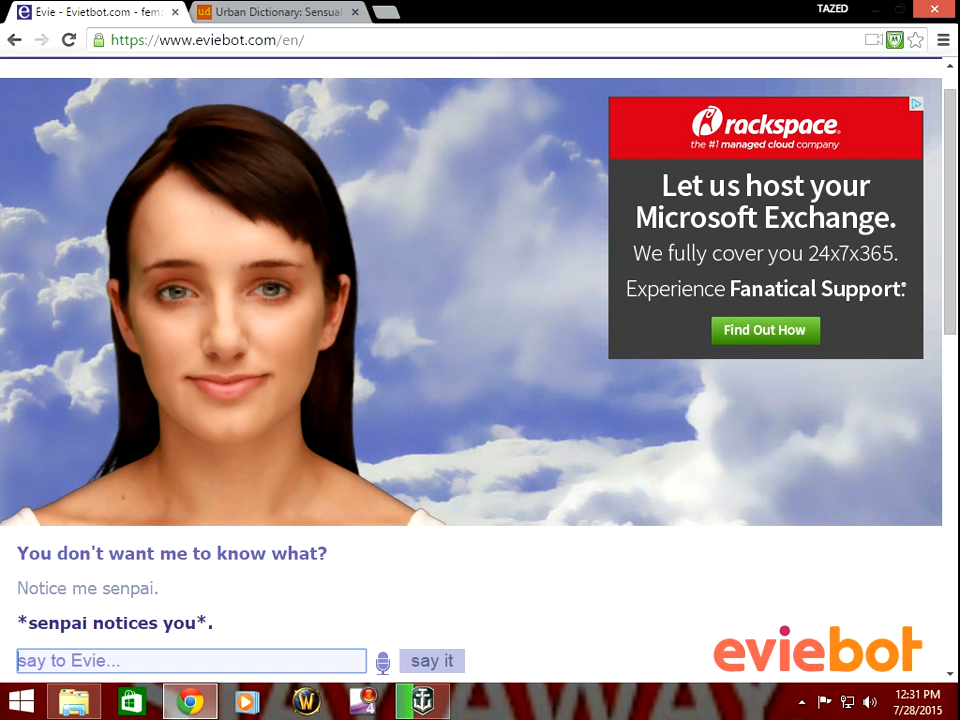 TAZED
Evie - Eviebot.com - fema
Urban Dictionary: Sensual
https://www.eviebot.com/en/
rackspace.
the #1 managed cloud company
Let us host your
Microsoft Exchange.
We fully cover you 24x7x365.
Experience Fanatical Support.®
Find Out How
You don't want me to know what?
Notice me senpai.
*senpai notices you*.
say to Evie...
say it
eviebot
12:31 PM
7/28/2015